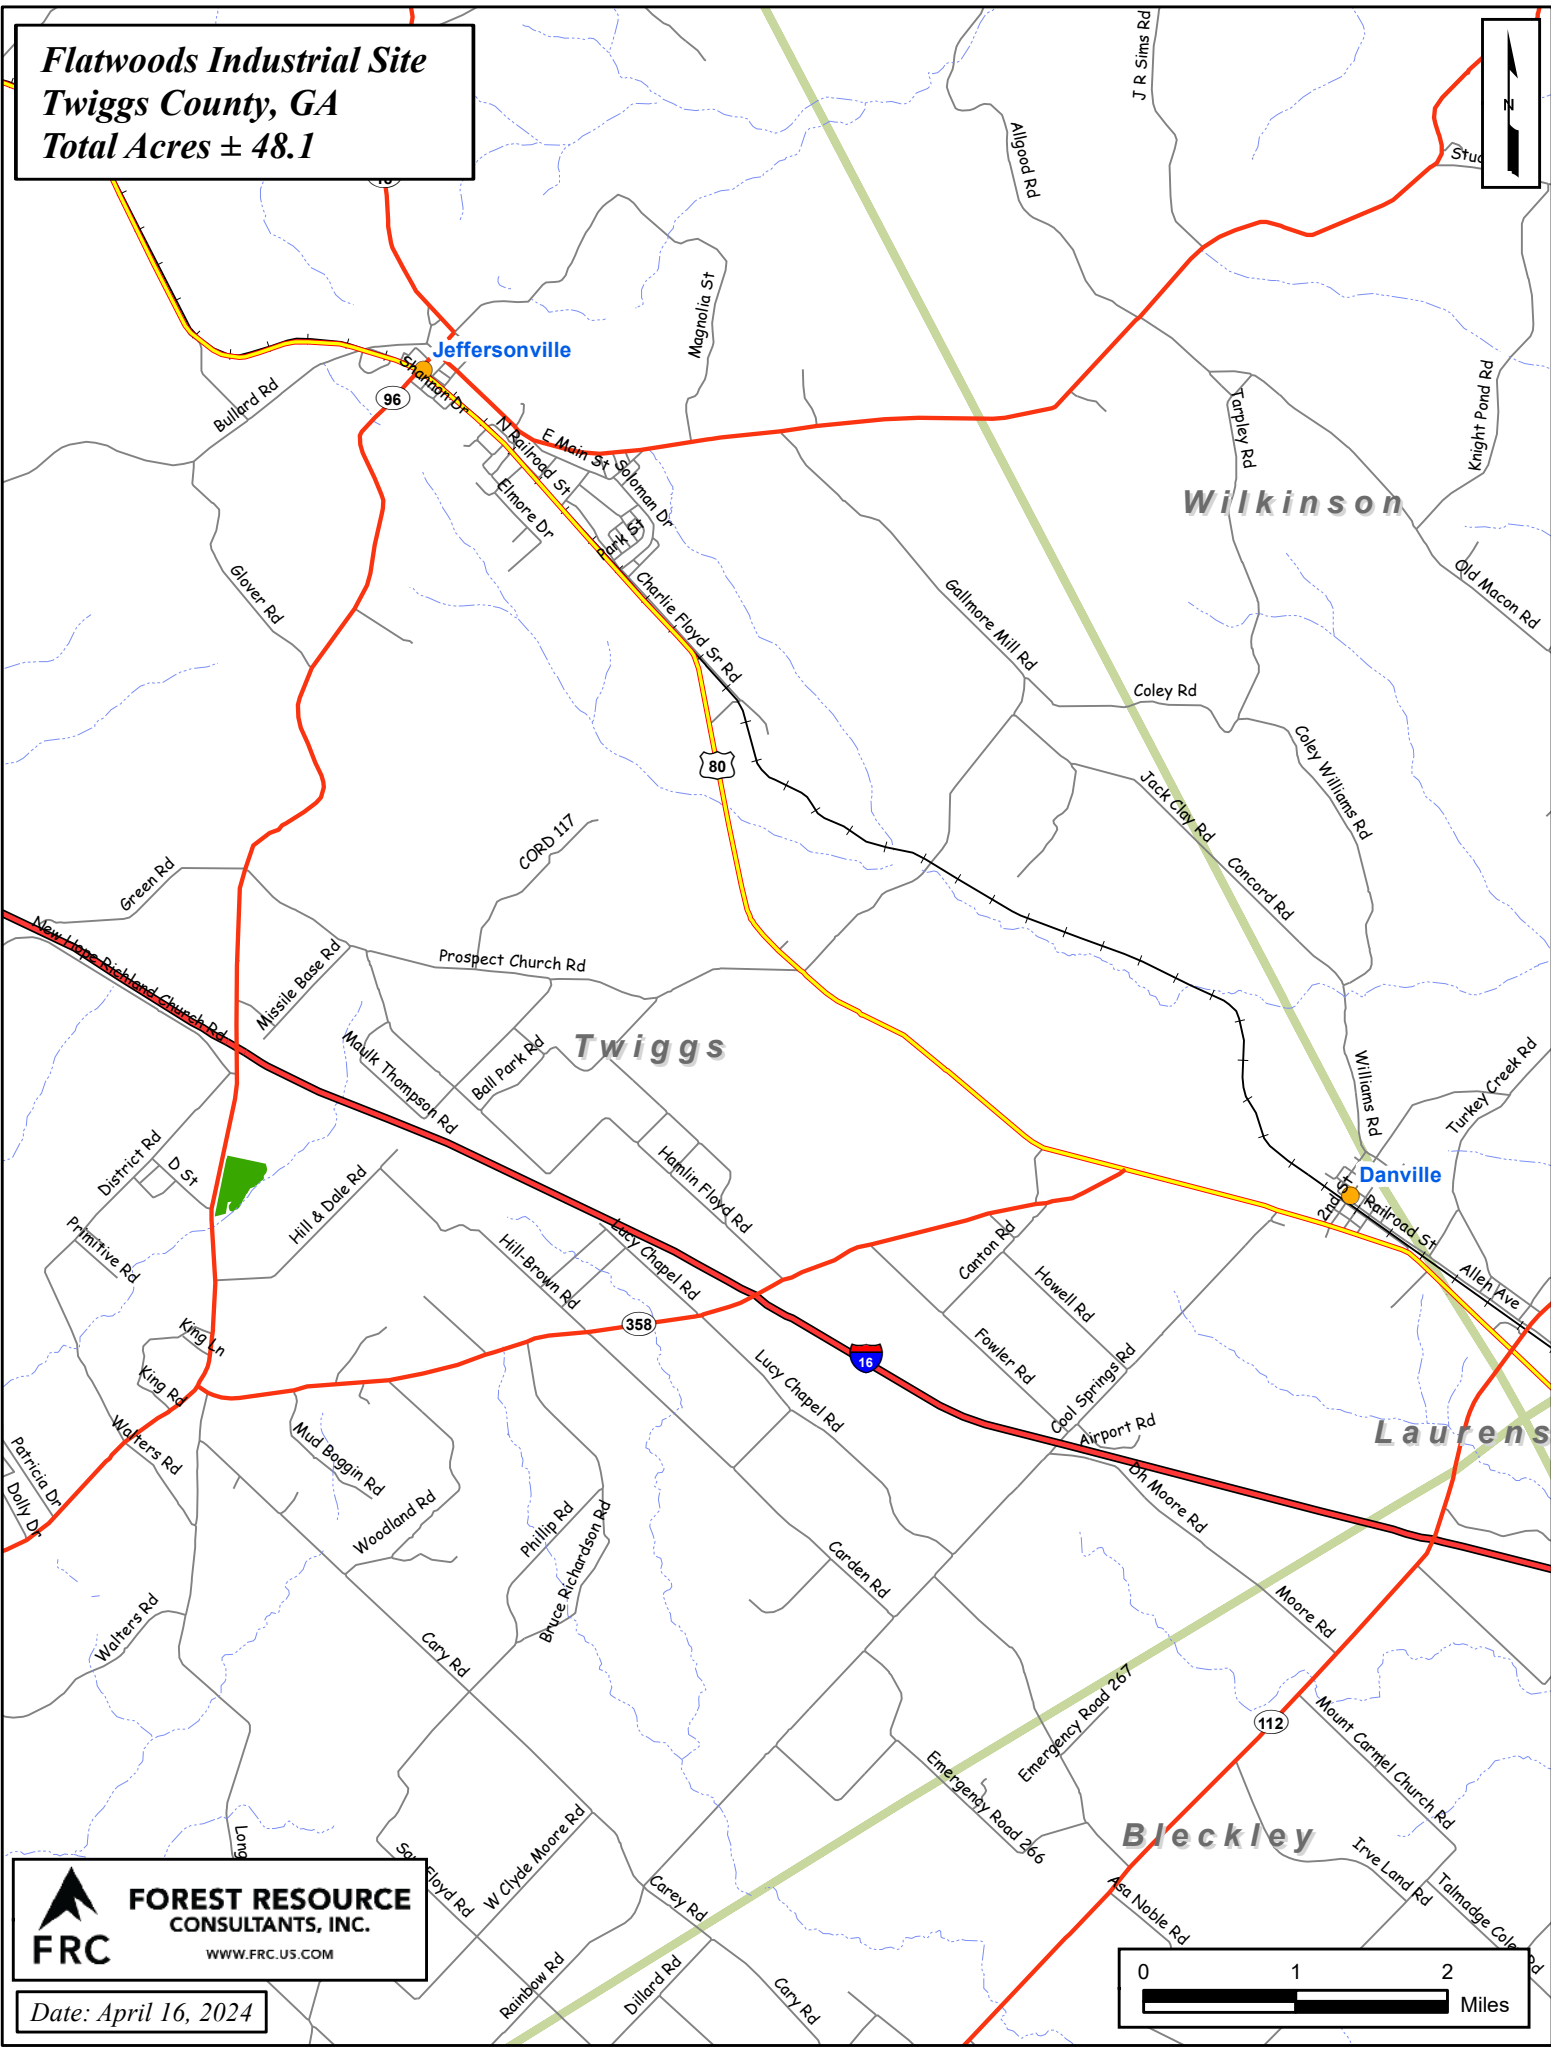 Flatwoods Industrial Site
Twiggs County, GA
Total Acres ± 48.1
N
J R Sims Rd
Allgood Rd
Magnolia St
Jeffersonville
Shannon Dr
96
Bullard Rd
N Railroad St
E Main St
Soloman Dr
Elmore Dr
Park St
Tarpley Rd
Knight Pond Rd
Wilkinson
Old Macon Rd
Glover Rd
Charlie Floyd Sr Rd
Gallmore Mill Rd
Coley Rd
Coley Williams Rd
80
Jack Clay Rd
Concord Rd
CORD 117
Green Rd
New Hope Richland Church Rd
Missile Base Rd
Prospect Church Rd
Twiggs
Maulk Thompson Rd
Ball Park Rd
Williams Rd
Turkey Creek Rd
District Rd
D St
Hill & Dale Rd
Hamlin Floyd Rd
Danville
2nd St
Railroad St
Allen Ave
Primitive Rd
Hill-Brown Rd
Lucy Chapel Rd
Canton Rd
Howell Rd
358
King Ln
King Rd
16
Fowler Rd
Cool Springs Rd
Lucy Chapel Rd
Airport Rd
Laurens
Walters Rd
Patricia Dr
Dolly Dr
Mud Boggin Rd
Woodland Rd
Phillip Rd
Bruce Richardson Rd
Dh Moore Rd
Carden Rd
Moore Rd
Walters Rd
Cary Rd
Emergency Road 267
112
Mount Carmel Church Rd
Emergency Road 266
Bleckley
Irve Land Rd
Long
W Clyde Moore Rd
Floyd Rd
Carey Rd
Asa Noble Rd
Talmadge
Rainbow Rd
Dillard Rd
Cary Rd
FOREST RESOURCE
CONSULTANTS, INC.
FRC
WWW.FRC.US.COM
Date: April 16, 2024
0 1 2
Miles